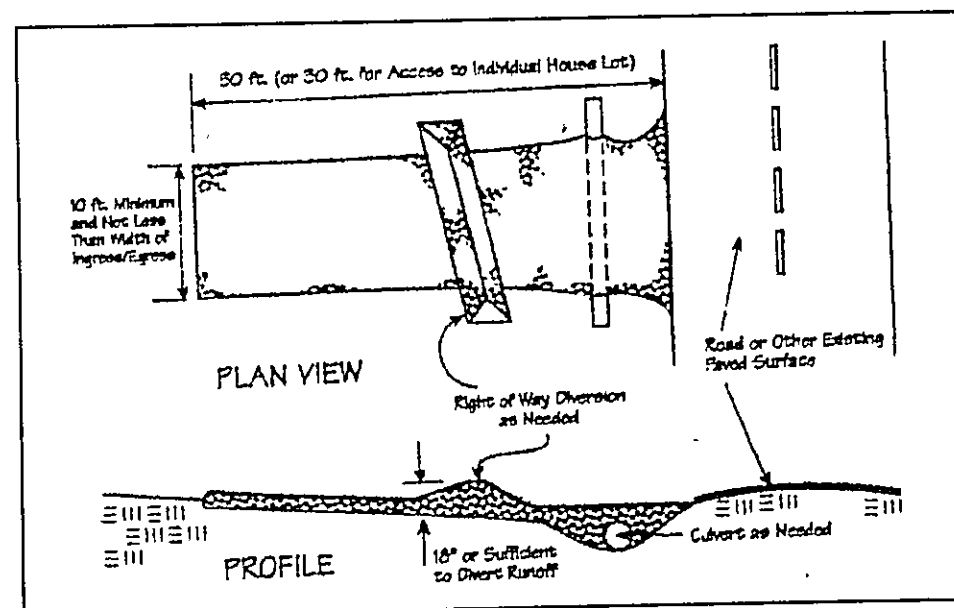 50 ft. (or 30 ft. for Access to Individual House Lot)
10 ft. Minimum
and Not Less
Than Width of
Ingress/Egress
PLAN VIEW
Road or Other Existing
Paved Surface
Right of Way Diversion
as Needed
Culvert as Needed
18" or Sufficient
to Divert Runoff
PROFILE